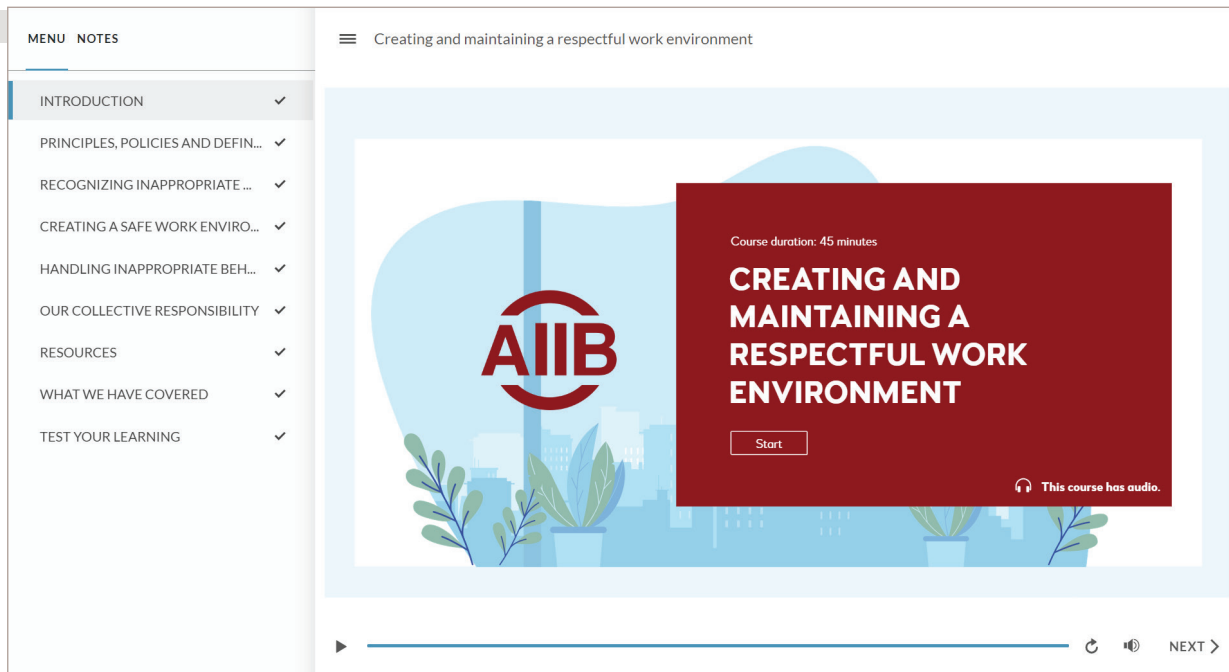 MENU NOTES
Creating and maintaining a respectful work environment
INTRODUCTION
PRINCIPLES, POLICIES AND DEFIN...
RECOGNIZING INAPPROPRIATE ...
CREATING A SAFE WORK ENVIRO...
HANDLING INAPPROPRIATE BEH...
OUR COLLECTIVE RESPONSIBILITY
RESOURCES
WHAT WE HAVE COVERED
TEST YOUR LEARNING
AIIB
Course duration: 45 minutes
CREATING AND
MAINTAINING A
RESPECTFUL WORK
ENVIRONMENT
Start
This course has audio.
NEXT